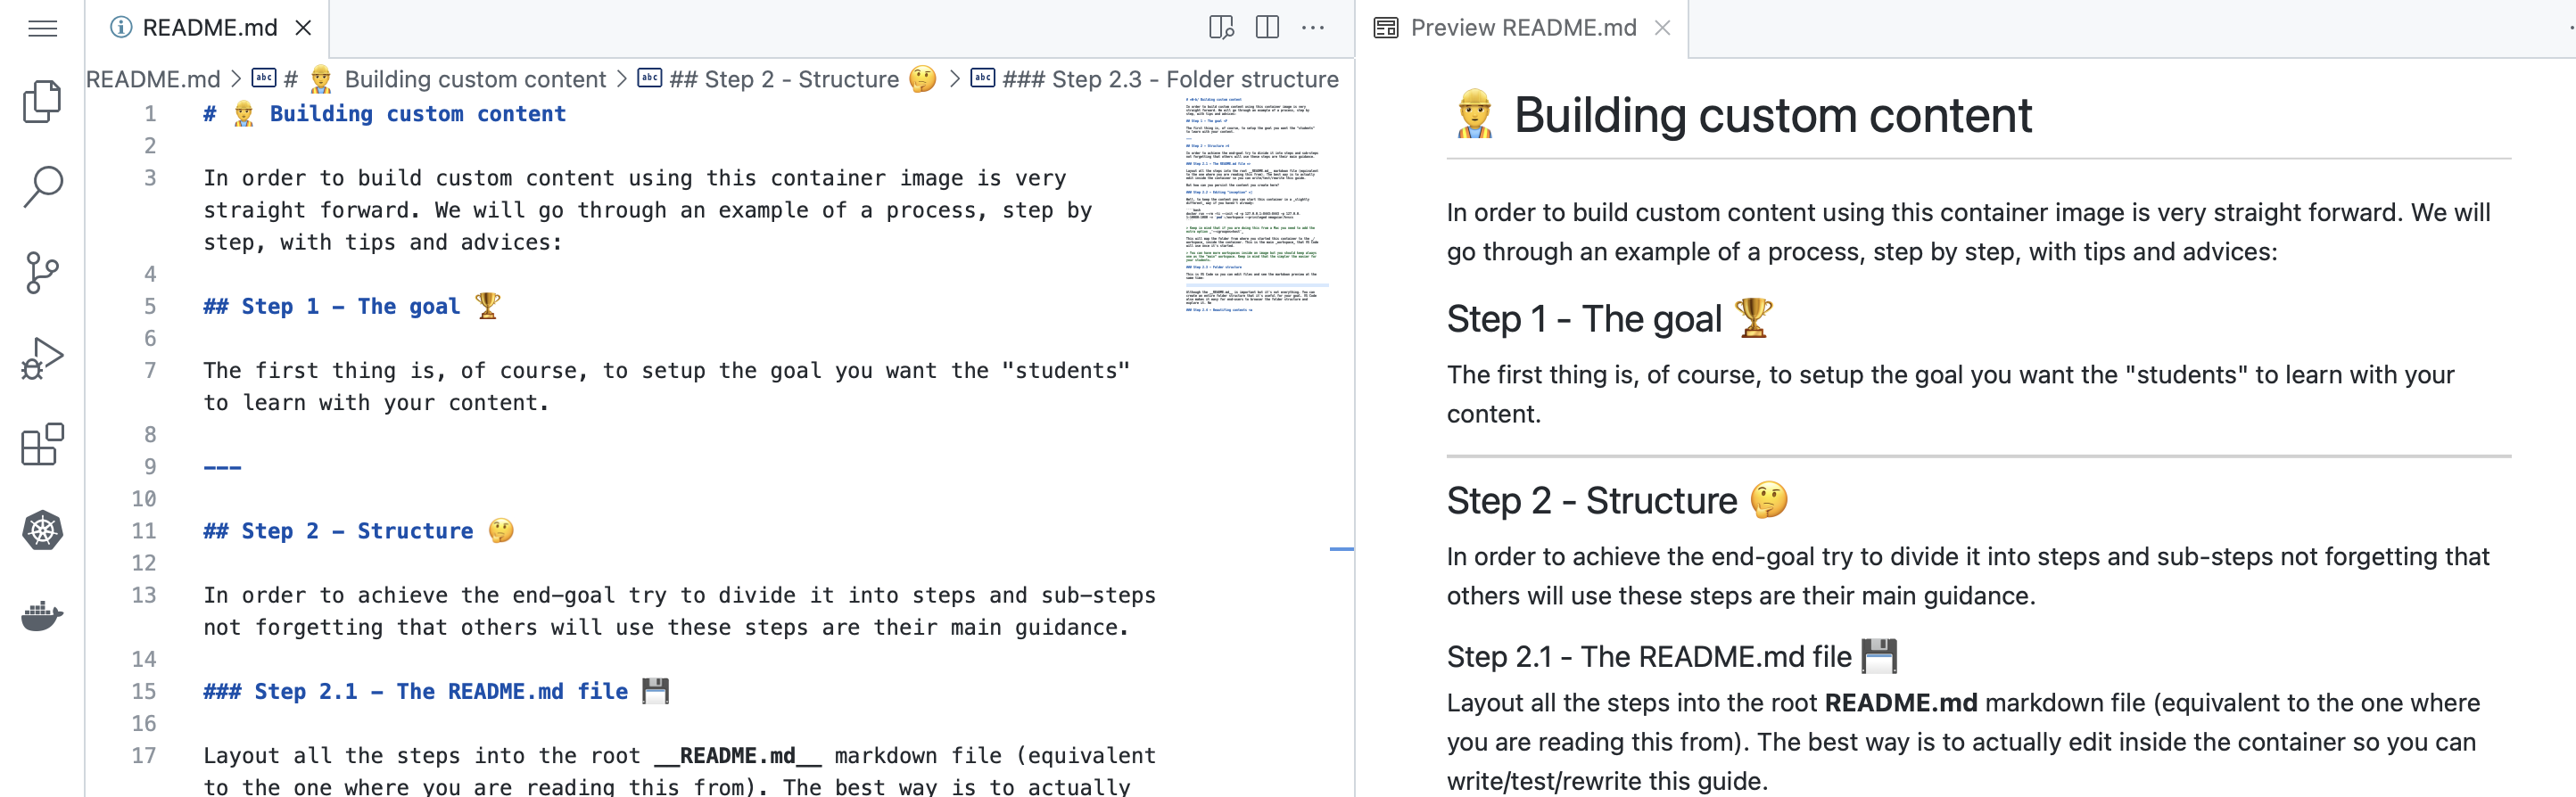 README.md
Preview README.md
README.md > # 👷 Building custom content > ## Step 2 - Structure 🤔 > ### Step 2.3 - Folder structure
1 # 👷 Building custom content
2
3 In order to build custom content using this container image is very
straight forward. We will go through an example of a process, step by
step, with tips and advices:
4
5 ## Step 1 - The goal 🏆
6
7 The first thing is, of course, to setup the goal you want the "students"
to learn with your content.
8
9 ---
10
11 ## Step 2 - Structure 🤔
12
13 In order to achieve the end-goal try to divide it into steps and sub-steps
not forgetting that others will use these steps are their main guidance.
14
15 ### Step 2.1 - The README.md file 💾
16
17 Layout all the steps into the root __README.md__ markdown file (equivalent
to the one where you are reading this from). The best way is to actually
👷 Building custom content
In order to build custom content using this container image is very straight forward. We will
go through an example of a process, step by step, with tips and advices:
Step 1 - The goal 🏆
The first thing is, of course, to setup the goal you want the "students" to learn with your
content.
Step 2 - Structure 🤔
In order to achieve the end-goal try to divide it into steps and sub-steps not forgetting that
others will use these steps are their main guidance.
Step 2.1 - The README.md file 💾
Layout all the steps into the root README.md markdown file (equivalent to the one where
you are reading this from). The best way is to actually edit inside the container so you can
write/test/rewrite this guide.